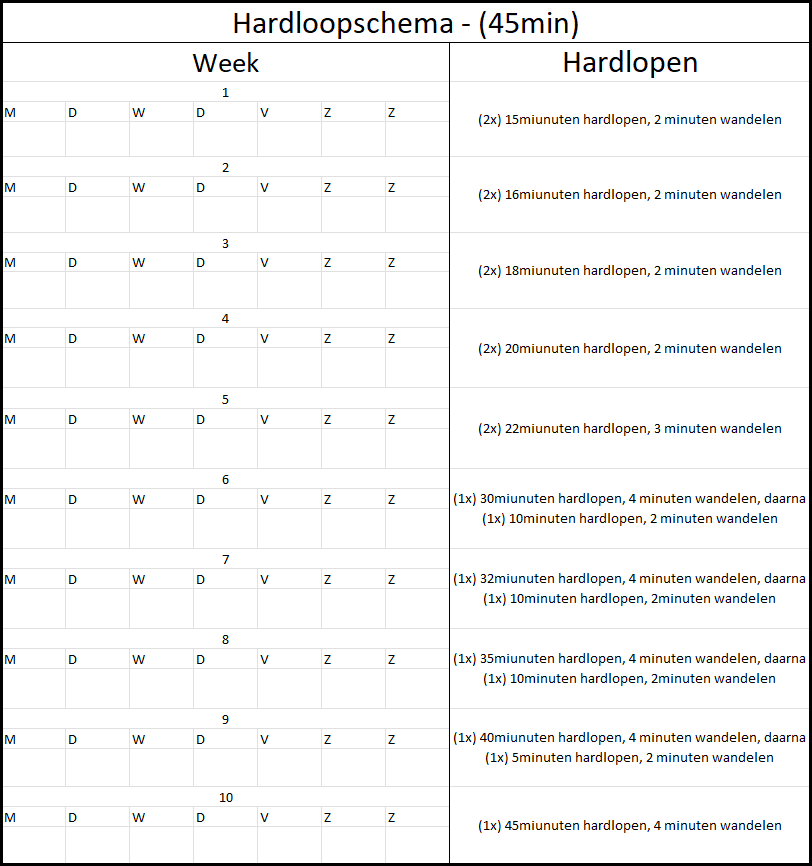 Hardloopschema - (45min)
Week Hardlopen
1
M D W D V Z Z
(2x) 15miunuten hardlopen, 2 minuten wandelen
2
M D W D V Z Z
(2x) 16miunuten hardlopen, 2 minuten wandelen
3
M D W D V Z Z
(2x) 18miunuten hardlopen, 2 minuten wandelen
4
M D W D V Z Z
(2x) 20miunuten hardlopen, 2 minuten wandelen
5
M D W D V Z Z
(2x) 22miunuten hardlopen, 3 minuten wandelen
6
M D W D V Z Z
(1x) 30miunuten hardlopen, 4 minuten wandelen, daarna
(1x) 10minuten hardlopen, 2 minuten wandelen
7
M D W D V Z Z
(1x) 32miunuten hardlopen, 4 minuten wandelen, daarna
(1x) 10minuten hardlopen, 2minuten wandelen
8
M D W D V Z Z
(1x) 35miunuten hardlopen, 4 minuten wandelen, daarna
(1x) 10minuten hardlopen, 2minuten wandelen
9
M D W D V Z Z
(1x) 40miunuten hardlopen, 4 minuten wandelen, daarna
(1x) 5minuten hardlopen, 2 minuten wandelen
10
M D W D V Z Z
(1x) 45miunuten hardlopen, 4 minuten wandelen